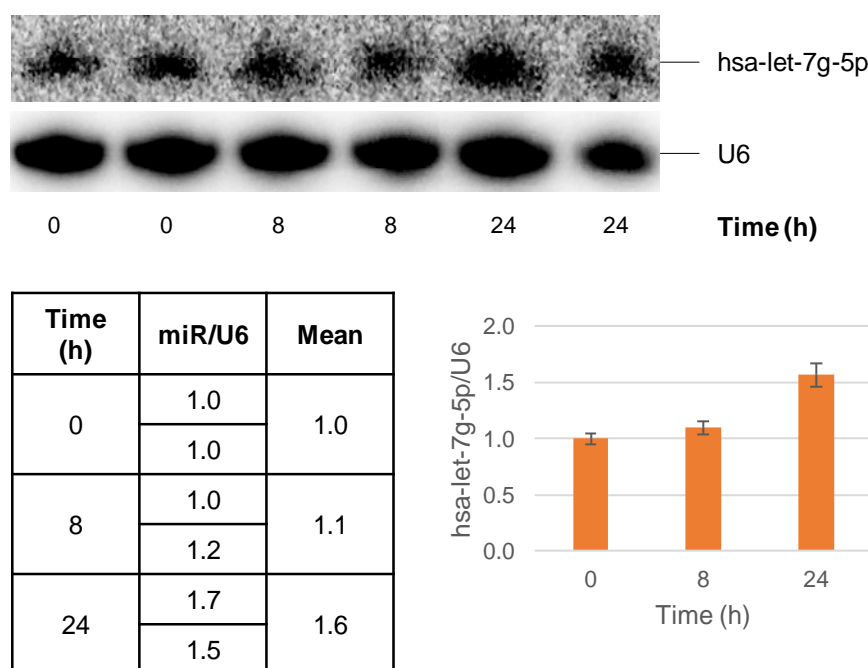 hsa-let-7g-5p
U6
0 0 8 8 24 24 Time (h)
Time (h) miR/U6 Mean
0 1.0 1.0
1.0
8 1.0 1.1
1.2
24 1.7 1.6
1.5
hsa-let-7g-5p/U6
2.0
1.5
1.0
0.5
0.0
0 8 24
Time (h)